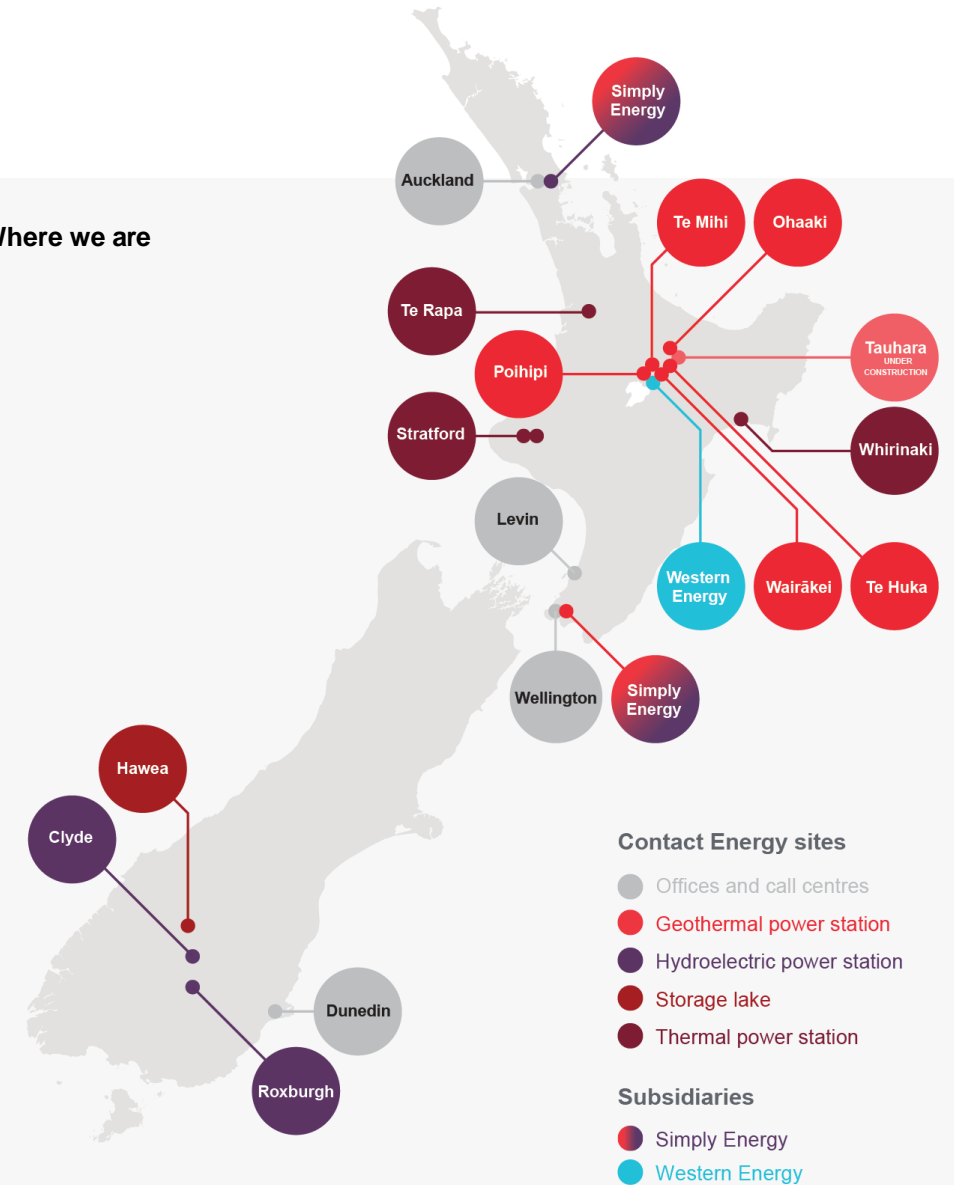 Simply
Energy
Auckland
Where we are
Te Mihi
Ohaaki
Te Rapa
Tauhara
UNDER
CONSTRUCTION
Poihipi
Stratford
Whirinaki
Levin
Western
Energy
Wairākei
Te Huka
Wellington
Simply
Energy
Hawea
Clyde
Dunedin
Roxburgh
Contact Energy sites
Offices and call centres
Geothermal power station
Hydroelectric power station
Storage lake
Thermal power station
Subsidiaries
Simply Energy
Western Energy